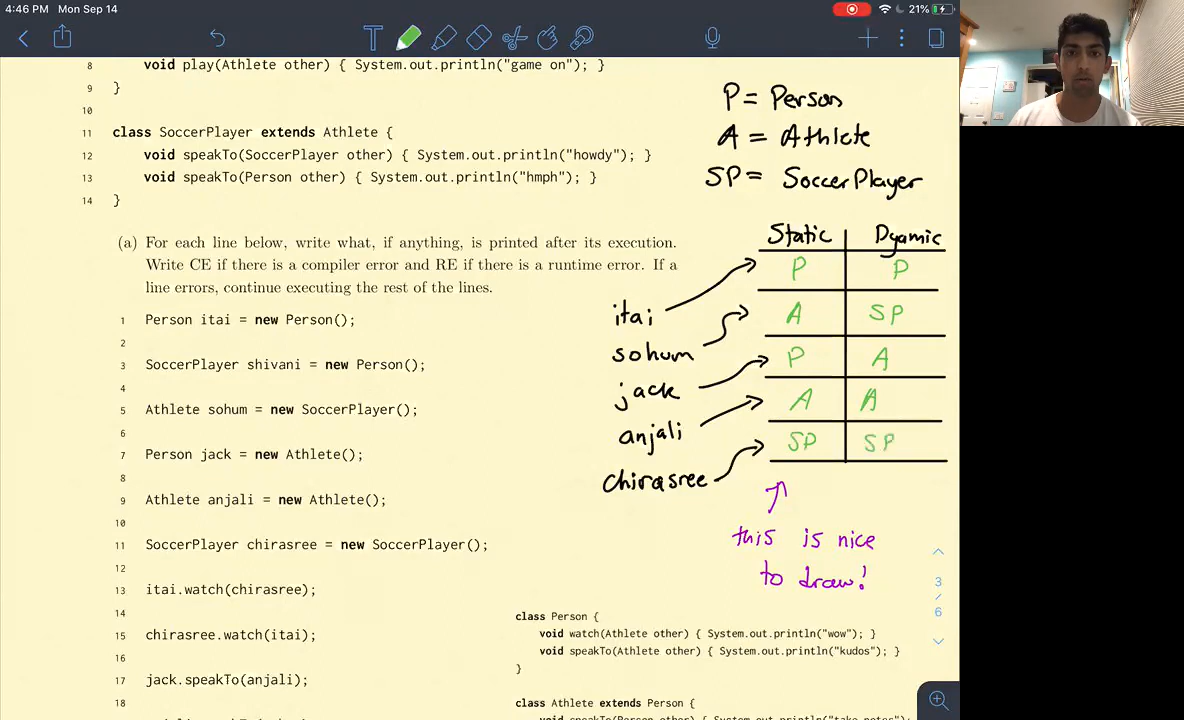 4:46 PM Mon Sep 14
21%
8 void play(Athlete other) { System.out.println("game on"); }
9 }
10
11 class SoccerPlayer extends Athlete {
12 void speakTo(SoccerPlayer other) { System.out.println("howdy"); }
13 void speakTo(Person other) { System.out.println("hmph"); }
14 }
P = Person
A = Athlete
SP = SoccerPlayer
(a) For each line below, write what, if anything, is printed after its execution.
Write CE if there is a compiler error and RE if there is a runtime error. If a
line errors, continue executing the rest of the lines.
1 Person itai = new Person();
2
3 SoccerPlayer shivani = new Person();
4
5 Athlete sohum = new SoccerPlayer();
6
7 Person jack = new Athlete();
8
9 Athlete anjali = new Athlete();
10
11 SoccerPlayer chirasree = new SoccerPlayer();
12
13 itai.watch(chirasree);
14
15 chirasree.watch(itai);
16
17 jack.speakTo(anjali);
18
Static Dyamic
itai P P
sohum A SP
jack P A
anjali A A
chirasree SP SP
this is nice
to draw!
3
/
6
class Person {
void watch(Athlete other) { System.out.println("wow"); }
void speakTo(Athlete other) { System.out.println("kudos"); }
}
class Athlete extends Person {